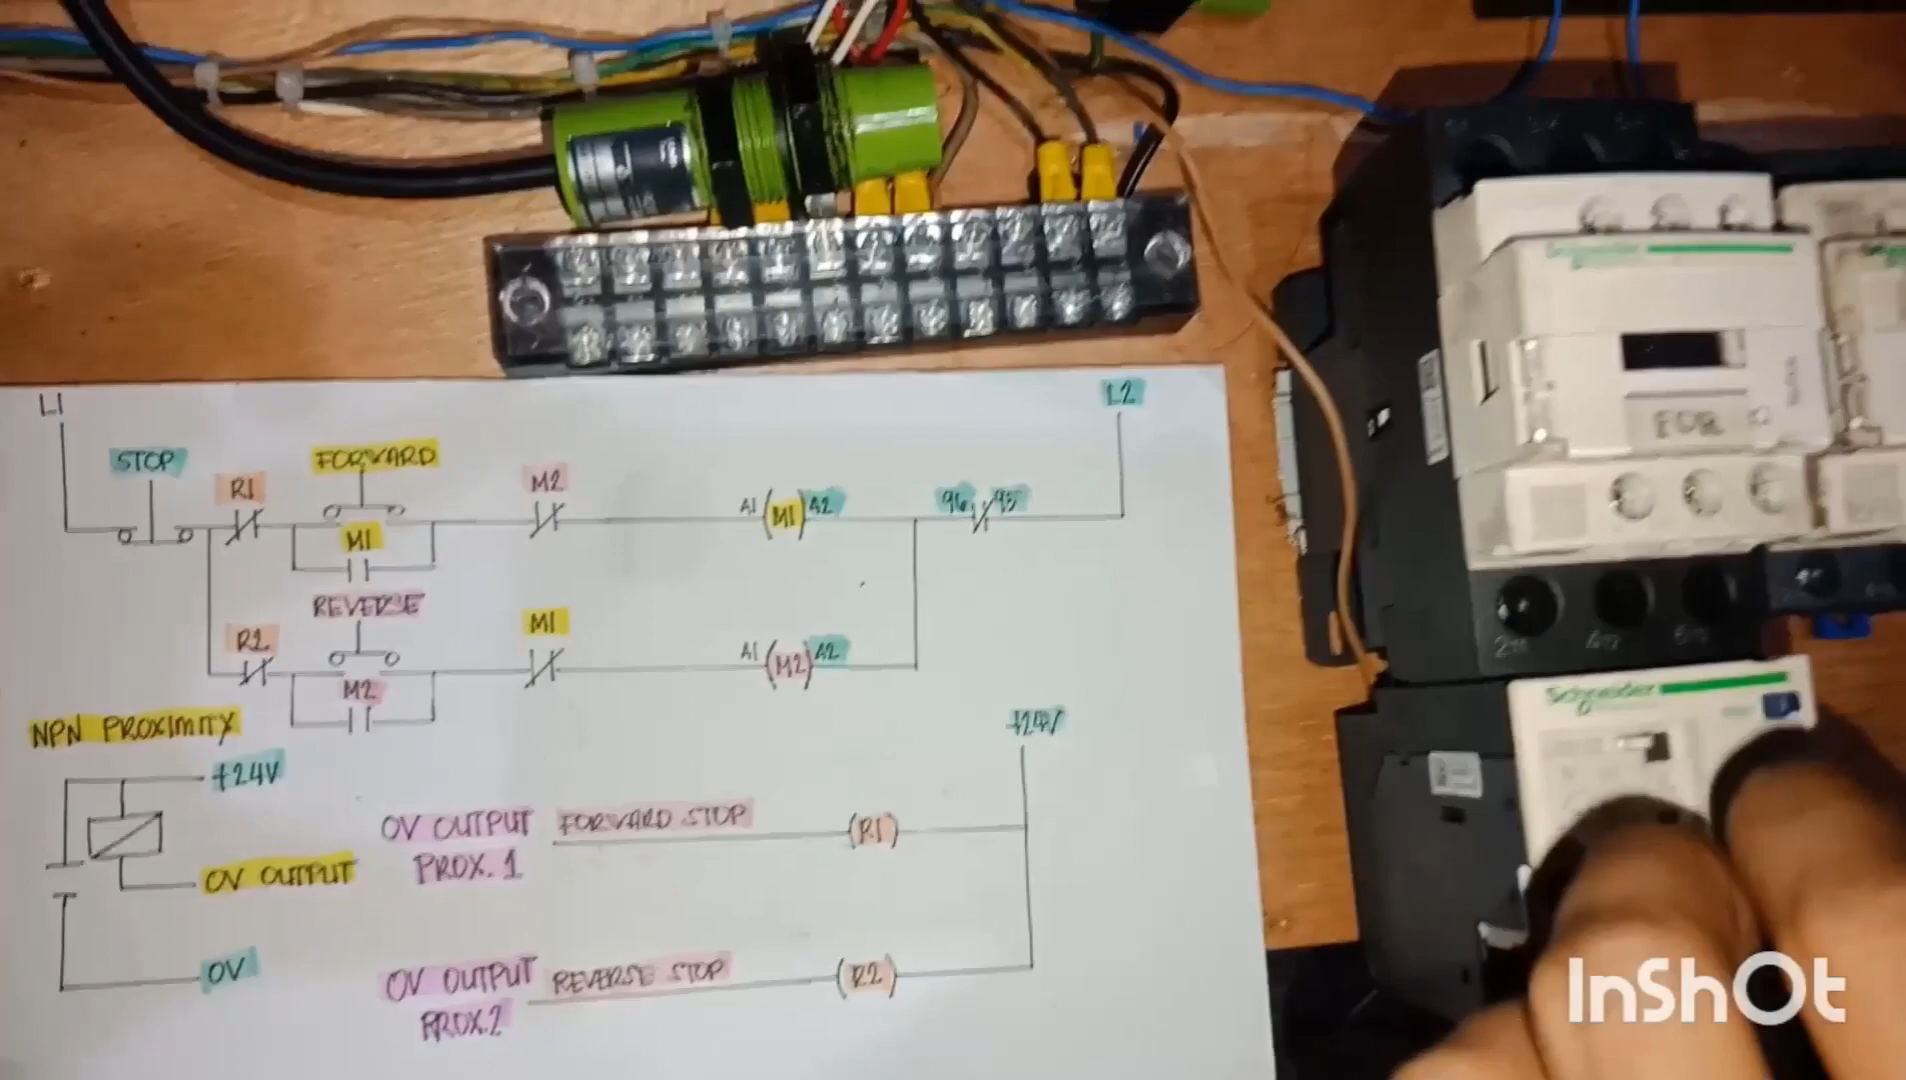 L1
L2
STOP
FORWARD
R1
M2
M1
A1 (M1) A2
96 95
REVERSE
R2
M1
M2
A1 (M2) A2
NPN PROXIMITY
+24V
+24V
0V OUTPUT
0V
0V OUTPUT FORWARD STOP (R1)
PROX. 1
0V OUTPUT REVERSE STOP (R2)
PROX. 2
Schneider
FOR
Schneider
InShOt